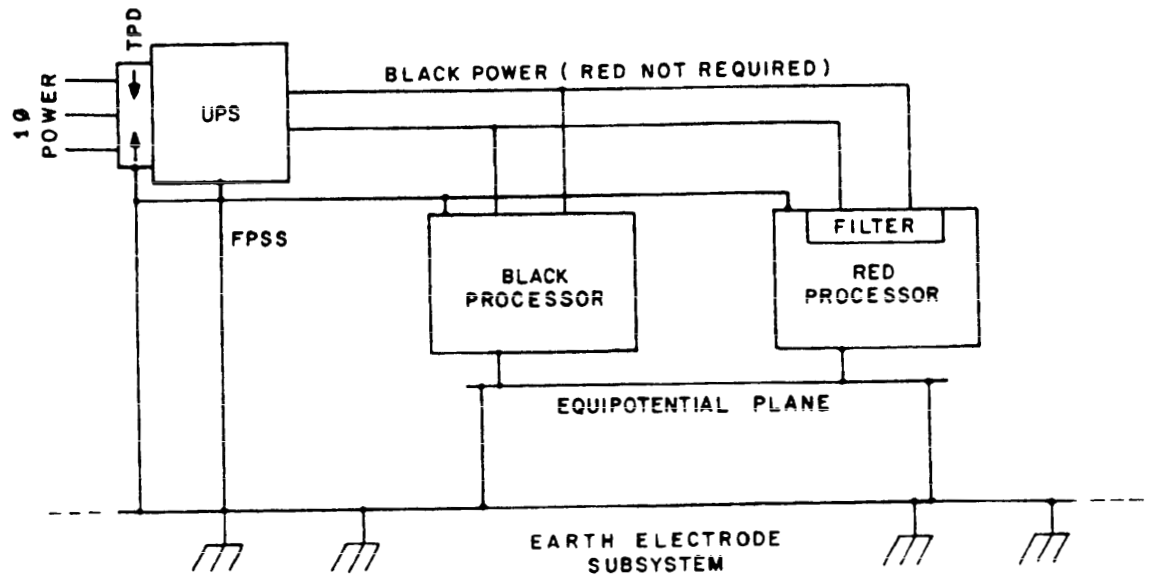 TPD
1Ø
POWER
UPS
BLACK POWER ( RED NOT REQUIRED )
FPSS
BLACK
PROCESSOR
FILTER
RED
PROCESSOR
EQUIPOTENTIAL PLANE
EARTH ELECTRODE
SUBSYSTEM